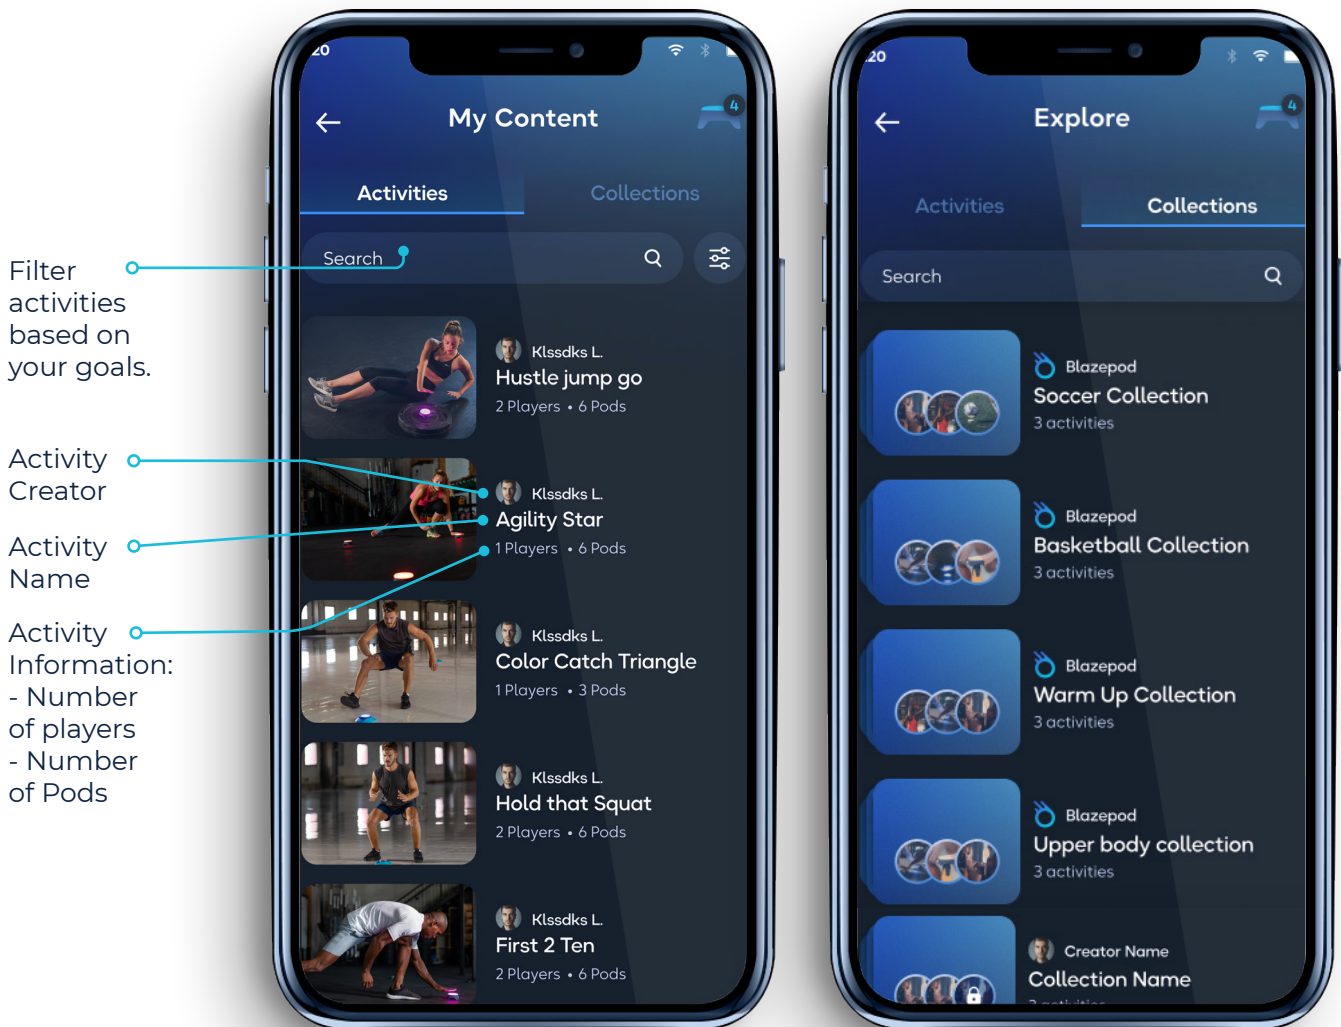 Filter
activities
based on
your goals.
Activity
Creator
Activity
Name
Activity
Information:
- Number
of players
- Number
of Pods
20
4
My Content
Activities
Collections
Search
Klssdks L.
Hustle jump go
2 Players • 6 Pods
Klssdks L.
Agility Star
1 Players • 6 Pods
Klssdks L.
Color Catch Triangle
1 Players • 3 Pods
Klssdks L.
Hold that Squat
2 Players • 6 Pods
Klssdks L.
First 2 Ten
2 Players • 6 Pods
20
4
Explore
Activities
Collections
Search
Blazepod
Soccer Collection
3 activities
Blazepod
Basketball Collection
3 activities
Blazepod
Warm Up Collection
3 activities
Blazepod
Upper body collection
3 activities
Creator Name
Collection Name
3 activities